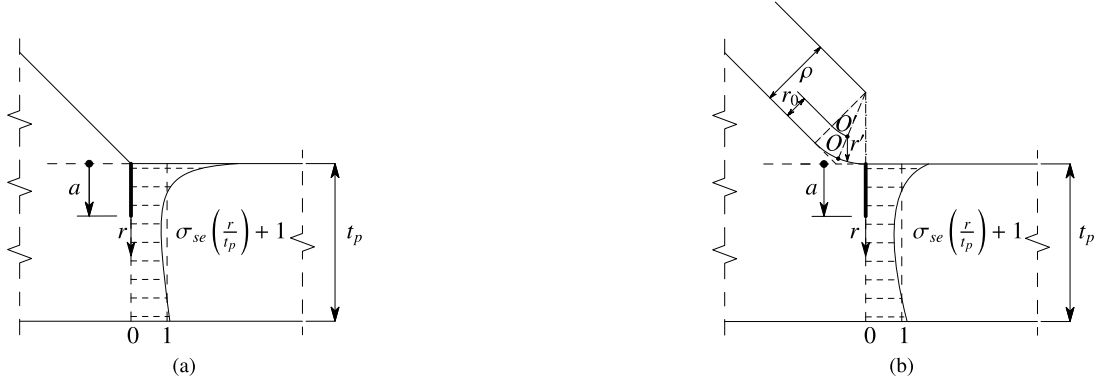 a
r
σ_se (r/t_p) + 1
t_p
0 1
(a)
ρ
r_0
O'
O r'
a
r
σ_se (r/t_p) + 1
t_p
0 1
(b)